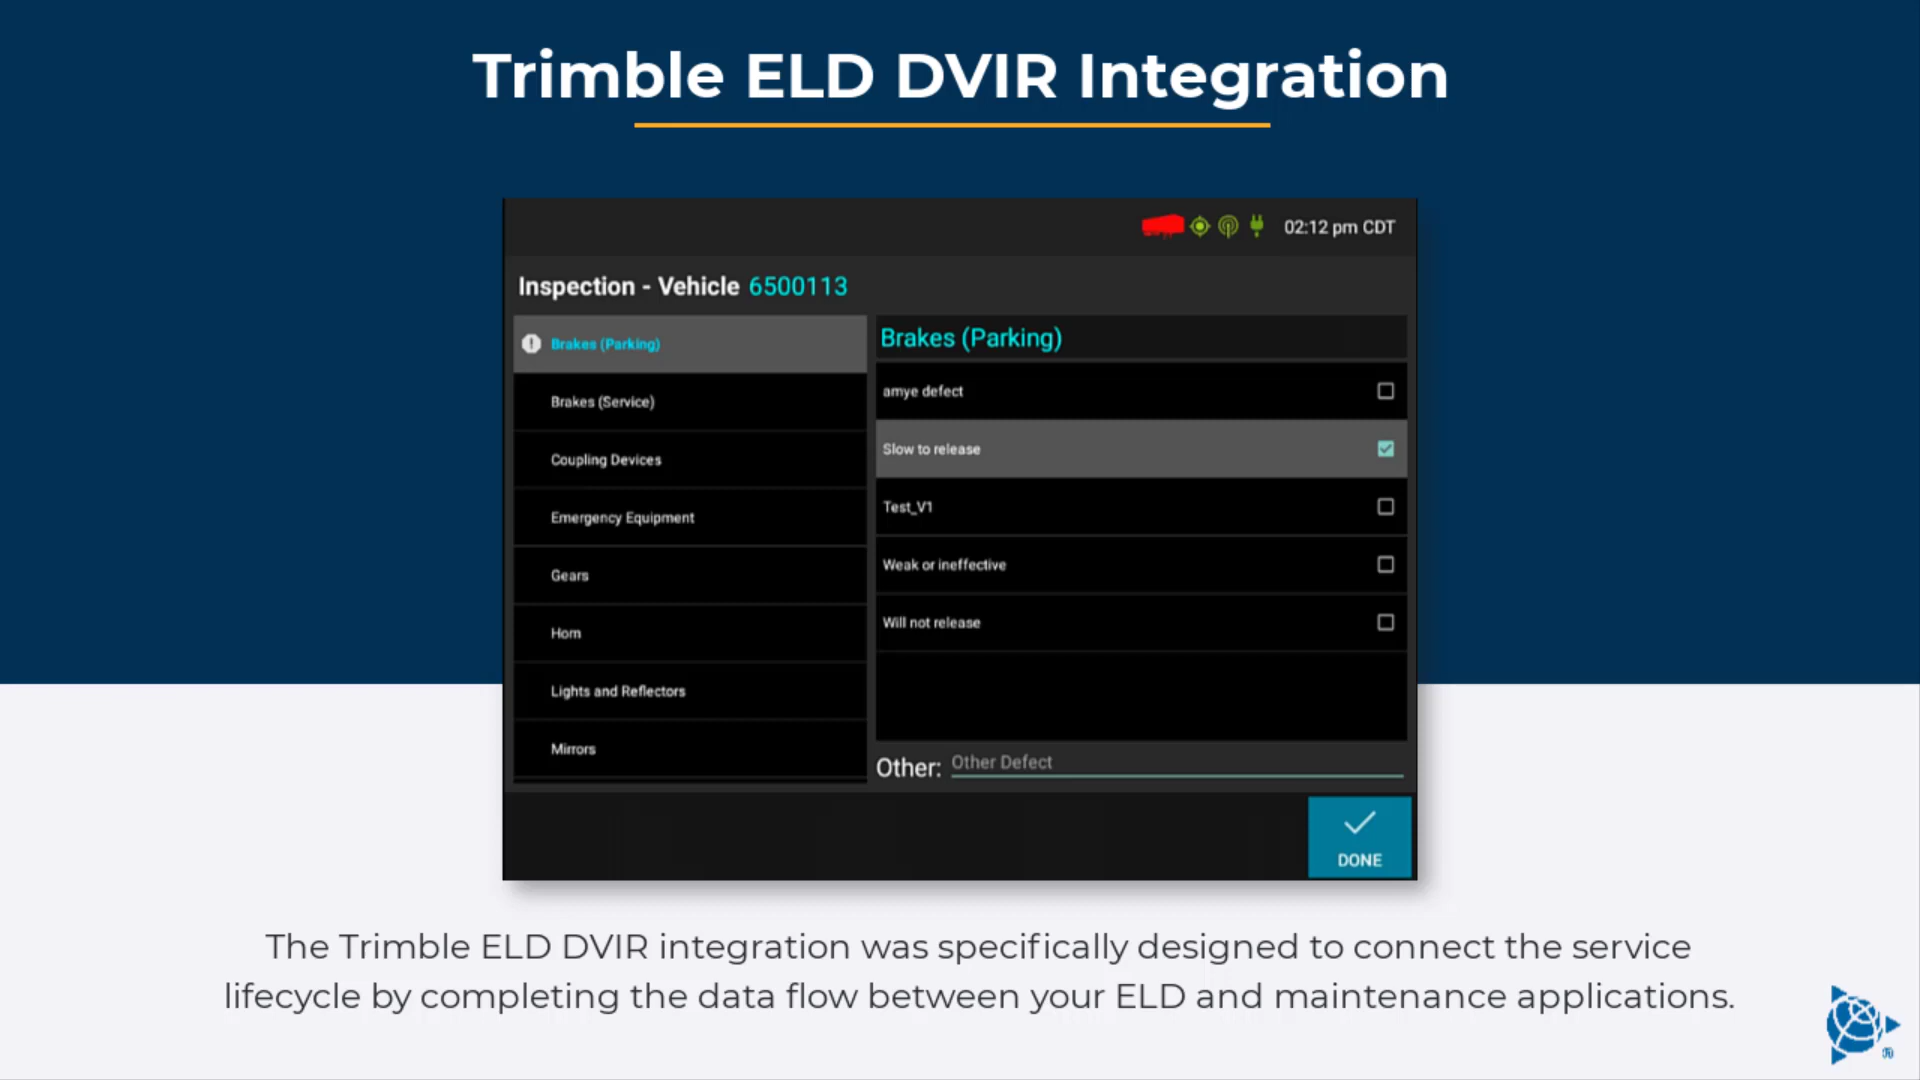 Trimble ELD DVIR Integration
02:12 pm CDT
Inspection - Vehicle 6500113
Brakes (Parking)
Brakes (Service)
Coupling Devices
Emergency Equipment
Gears
Horn
Lights and Reflectors
Mirrors
Brakes (Parking)
amye defect
Slow to release
Test_V1
Weak or ineffective
Will not release
Other: Other Defect
DONE
The Trimble ELD DVIR integration was specifically designed to connect the service
lifecycle by completing the data flow between your ELD and maintenance applications.
®